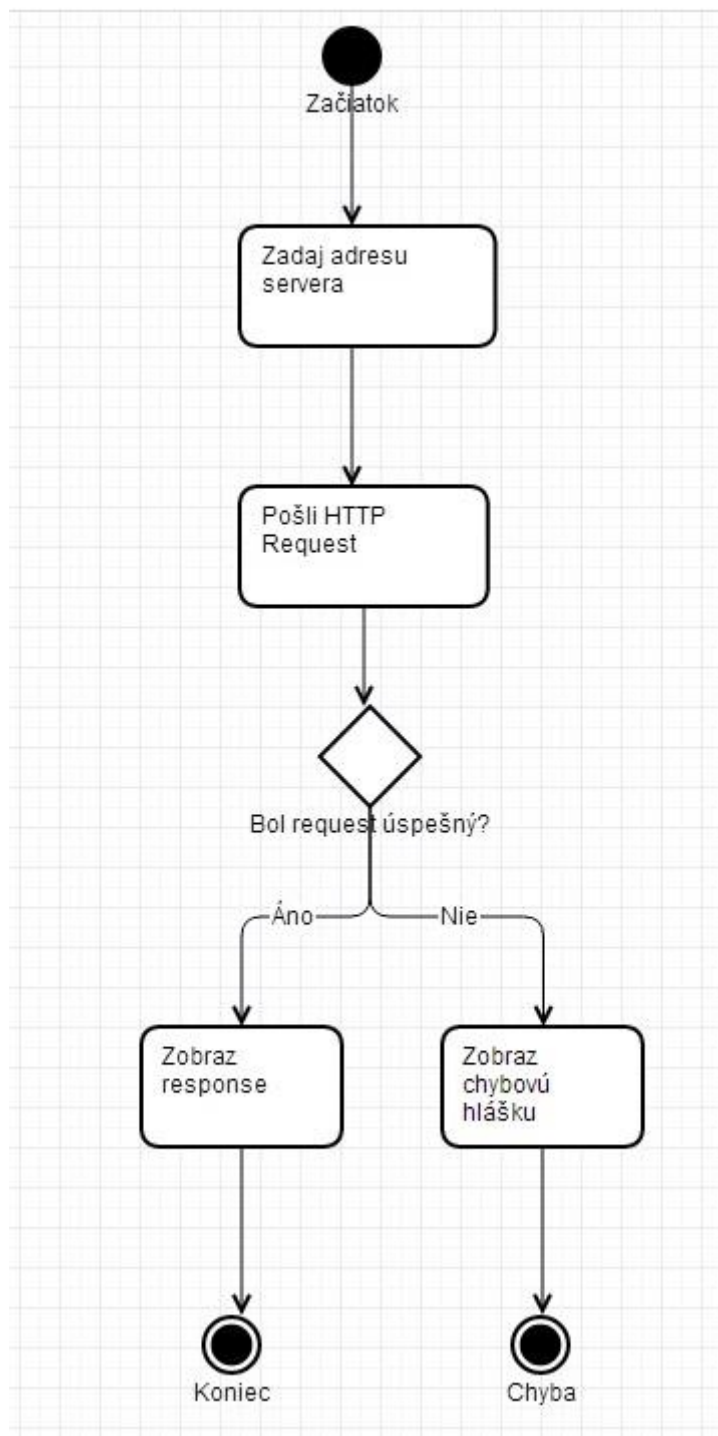 Začiatok
Zadaj adresu
servera
Pošli HTTP
Request
Bol request úspešný?
Áno
Nie
Zobraz
response
Zobraz
chybovú
hlášku
Koniec
Chyba